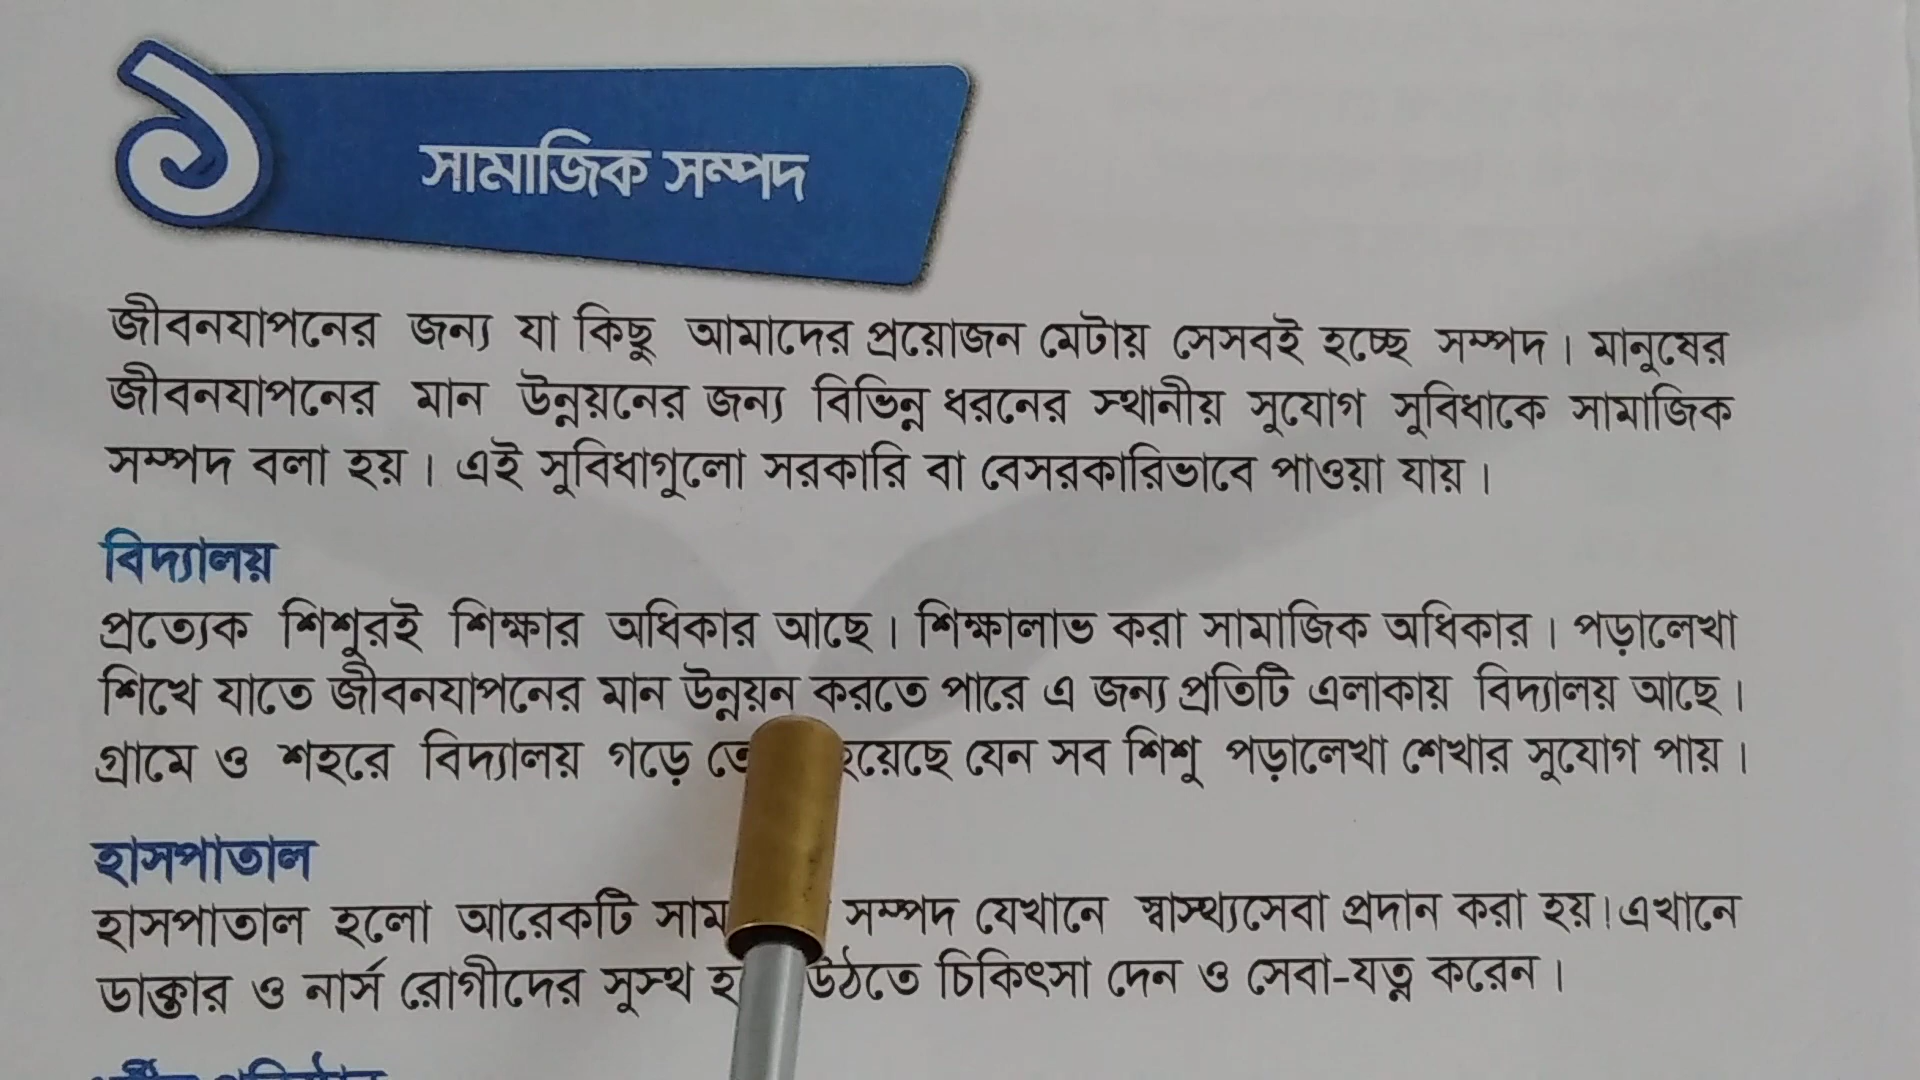 ১
সামাজিক সম্পদ
জীবনযাপনের জন্য যা কিছু আমাদের প্রয়োজন মেটায় সেসবই হচ্ছে সম্পদ। মানুষের
জীবনযাপনের মান উন্নয়নের জন্য বিভিন্ন ধরনের স্থানীয় সুযোগ সুবিধাকে সামাজিক
সম্পদ বলা হয়। এই সুবিধাগুলো সরকারি বা বেসরকারিভাবে পাওয়া যায়।
বিদ্যালয়
প্রত্যেক শিশুরই শিক্ষার অধিকার আছে। শিক্ষালাভ করা সামাজিক অধিকার। পড়ালেখা
শিখে যাতে জীবনযাপনের মান উন্নয়ন করতে পারে এ জন্য প্রতিটি এলাকায় বিদ্যালয় আছে।
গ্রামে ও শহরে বিদ্যালয় গড়ে যেন সব শিশু পড়ালেখা শেখার সুযোগ পায়।
হাসপাতাল
হাসপাতাল হলো আরেকটি সম্পদ যেখানে স্বাস্থ্যসেবা প্রদান করা হয়। এখানে
ডাক্তার ও নার্স রোগীদের সুস্থ উঠতে চিকিৎসা দেন ও সেবা-যত্ন করেন।